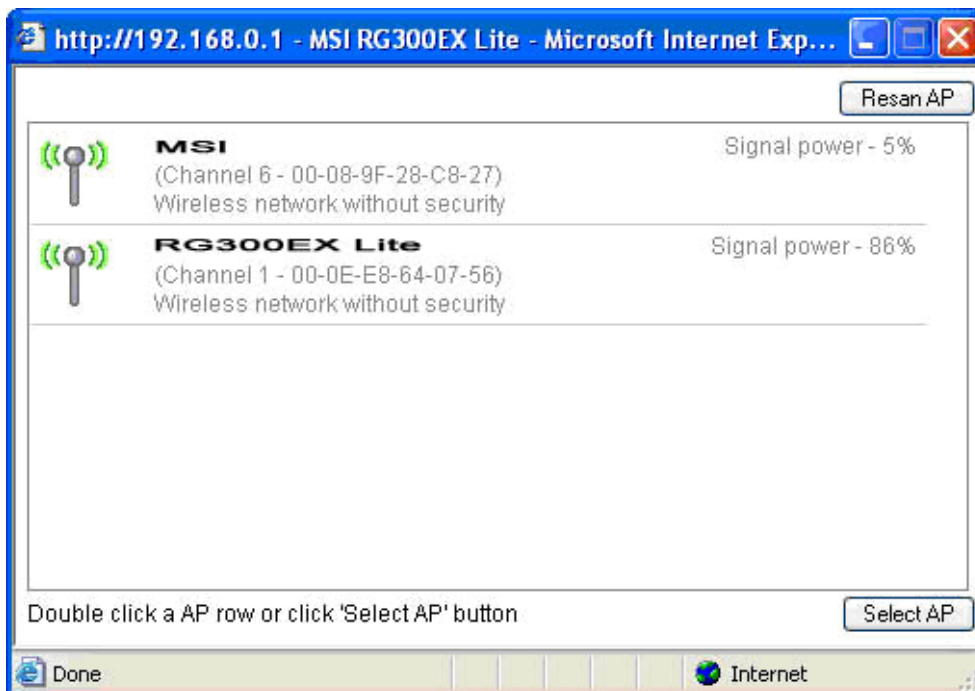 http://192.168.0.1 - MSI RG300EX Lite - Microsoft Internet Exp...
Resan AP
MSI
Signal power - 5%
(Channel 6 - 00-08-9F-28-C8-27)
Wireless network without security
RG300EX Lite
Signal power - 86%
(Channel 1 - 00-0E-E8-64-07-56)
Wireless network without security
Double click a AP row or click 'Select AP' button
Select AP
Done
Internet